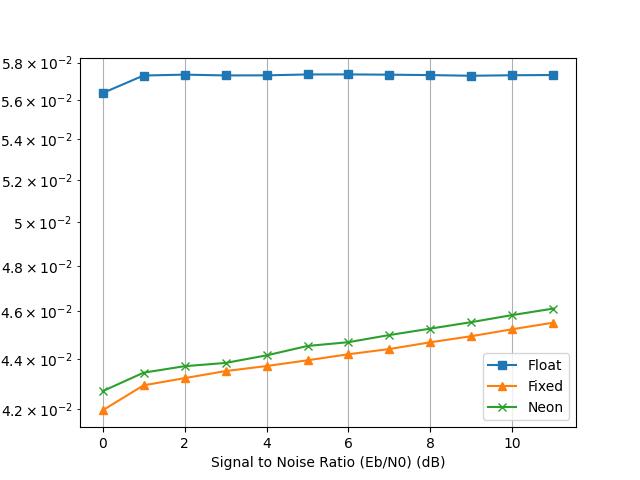 5.8 × 10⁻²
5.6 × 10⁻²
5.4 × 10⁻²
5.2 × 10⁻²
5 × 10⁻²
4.8 × 10⁻²
4.6 × 10⁻²
4.4 × 10⁻²
4.2 × 10⁻²
Float
Fixed
Neon
0 2 4 6 8 10
Signal to Noise Ratio (Eb/N0) (dB)